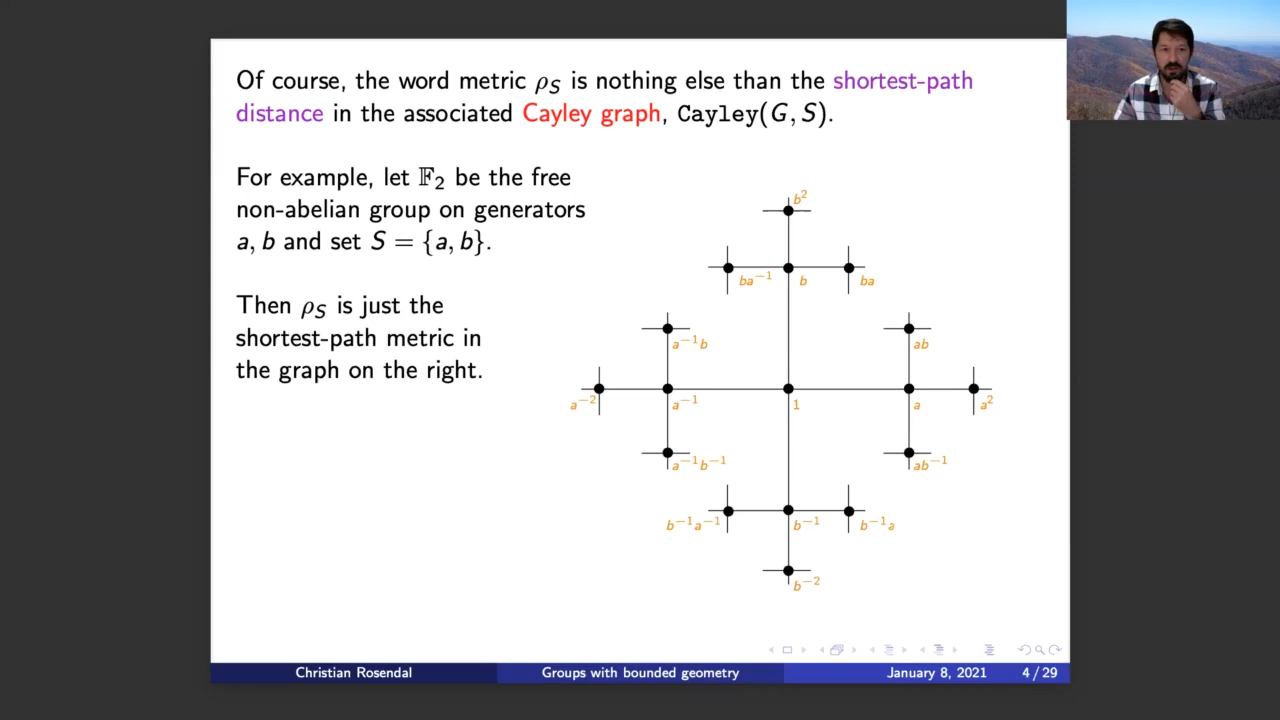 Of course, the word metric ρ_S is nothing else than the shortest-path
distance in the associated Cayley graph, Cayley(G, S).
For example, let 𝔽₂ be the free
non-abelian group on generators
a, b and set S = {a, b}.
Then ρ_S is just the
shortest-path metric in
the graph on the right.
b²
ba⁻¹ b ba
a⁻¹b ab
a⁻² a⁻¹ 1 a a²
a⁻¹b⁻¹ ab⁻¹
b⁻¹a⁻¹ b⁻¹ b⁻¹a
b⁻²
Christian Rosendal Groups with bounded geometry January 8, 2021 4 / 29